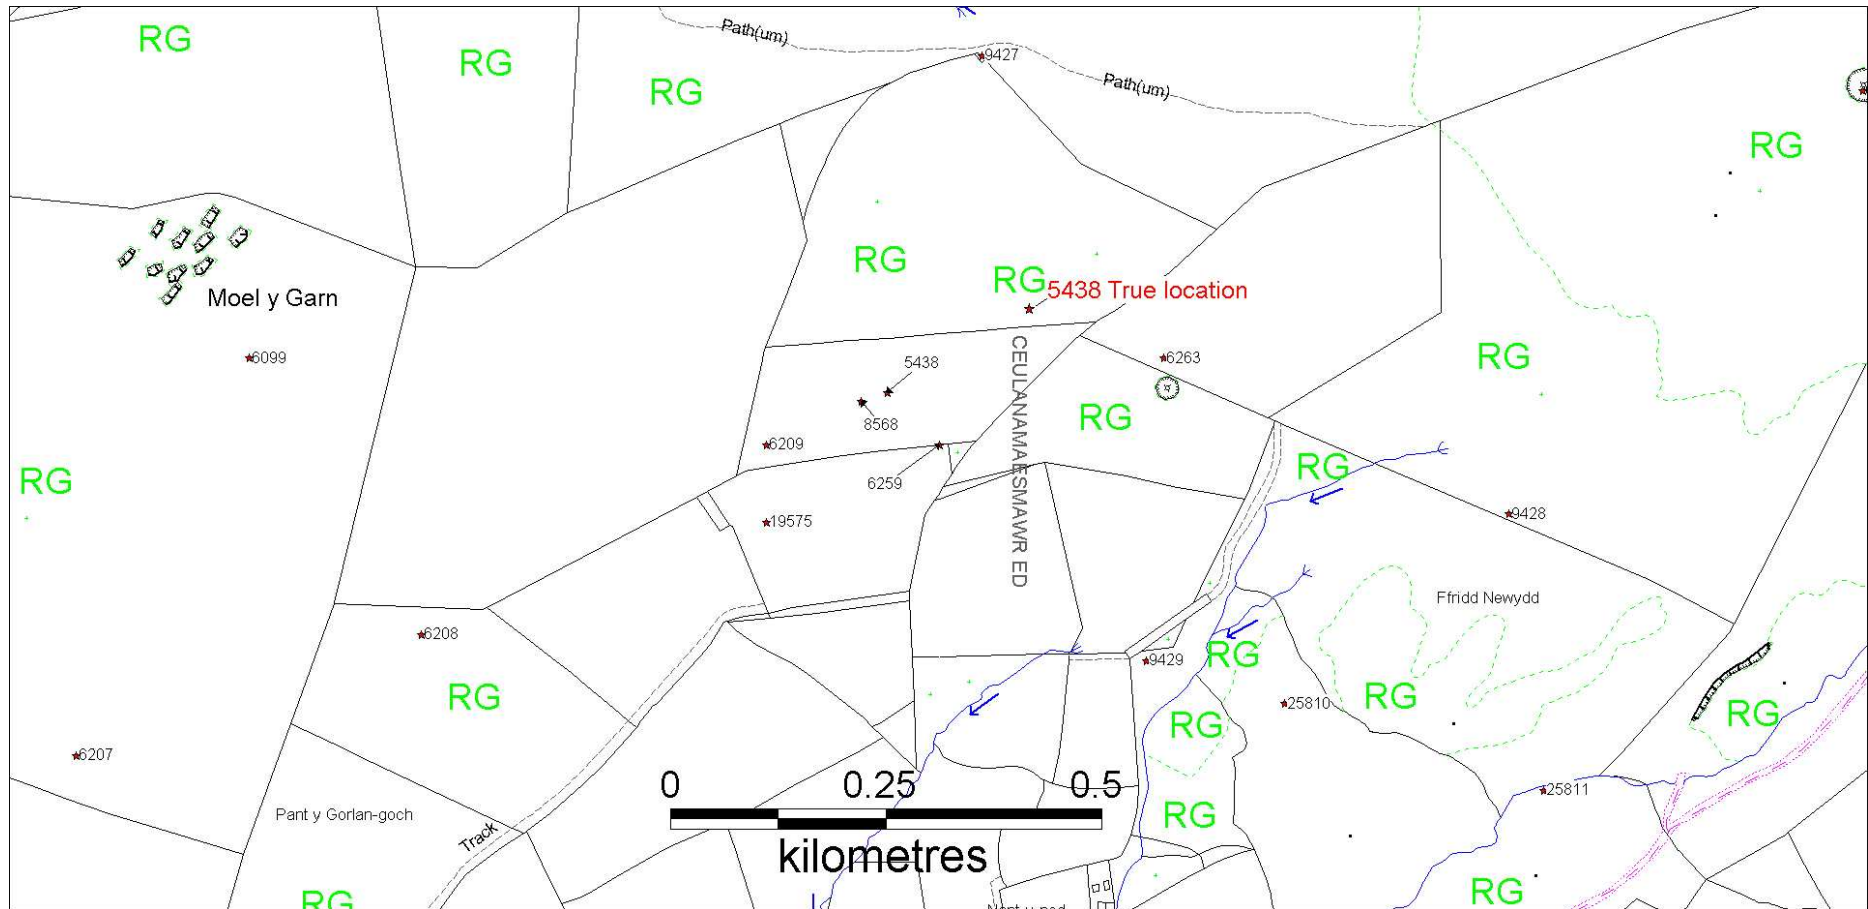 RG
RG
RG
Path(um)
9427
Path(um)
RG
RG
RG
5438 True location
Moel y Garn
6099
CEULANAMAESMAWR ED
5438
8568
6263
RG
RG
6209
6259
RG
RG
19575
9428
Ffridd Newydd
6208
9429
RG
RG
25810
RG
RG
RG
6207
0 0.25 0.5
25811
Pant y Gorlan-goch
RG
Track
kilometres
RG
RG